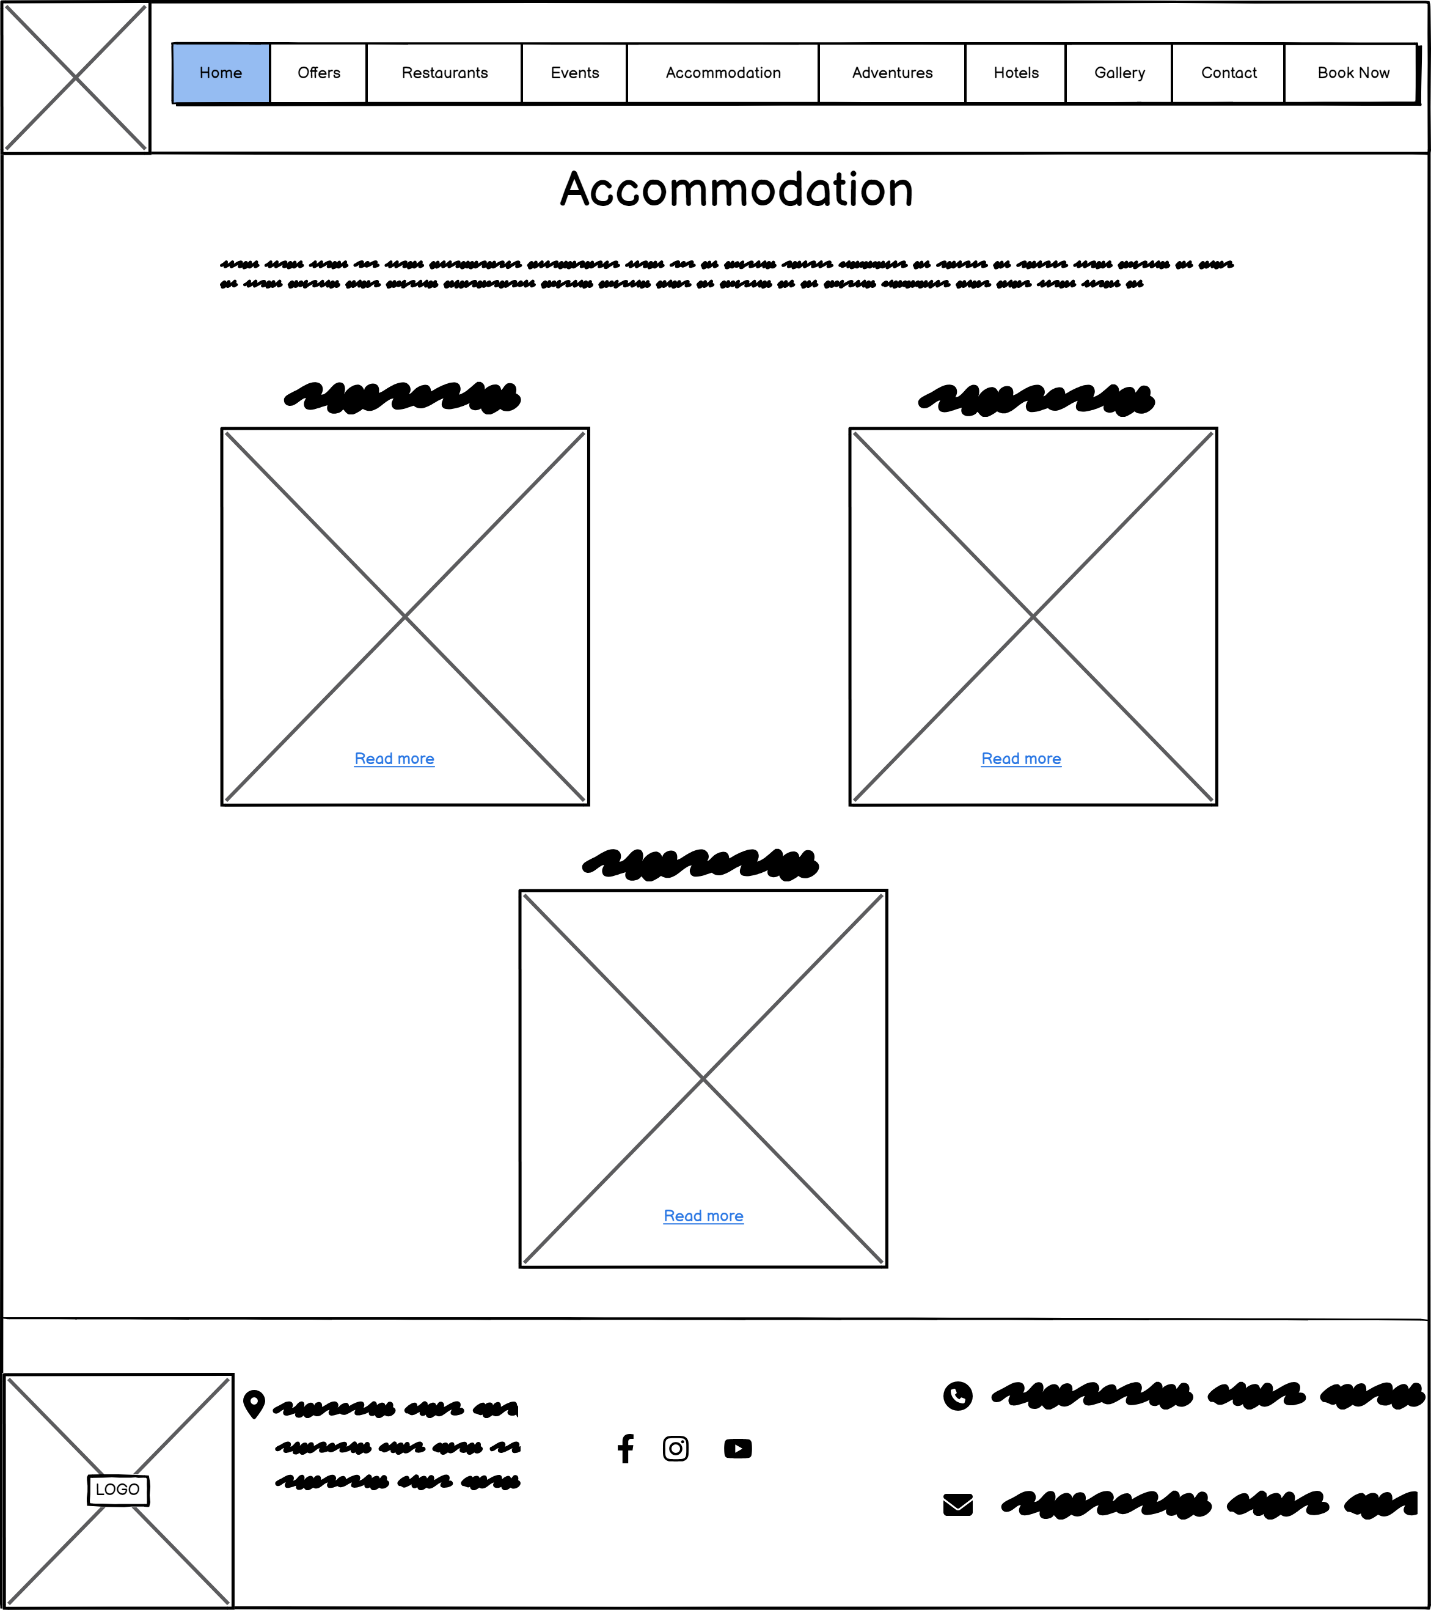 Home Offers Restaurants Events Accommodation Adventures Hotels Gallery Contact Book Now
Accommodation
Read more Read more
Read more
LOGO